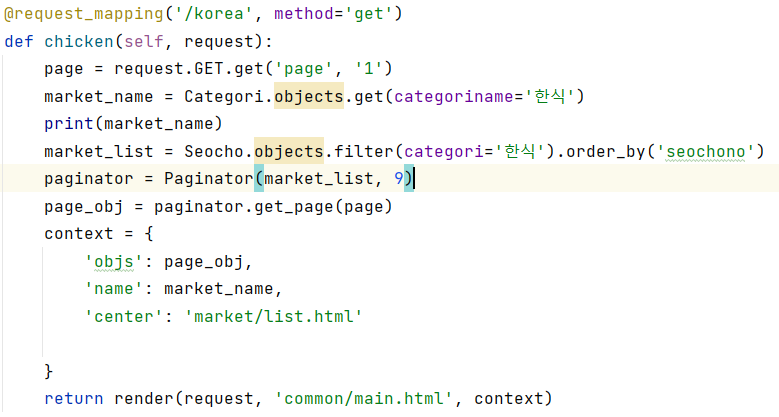 @request_mapping('/korea', method='get')
def chicken(self, request):
    page = request.GET.get('page', '1')
    market_name = Categori.objects.get(categoriname='한식')
    print(market_name)
    market_list = Seocho.objects.filter(categori='한식').order_by('seochono')
    paginator = Paginator(market_list, 9)
    page_obj = paginator.get_page(page)
    context = {
        'objs': page_obj,
        'name': market_name,
        'center': 'market/list.html'
    }
    return render(request, 'common/main.html', context)